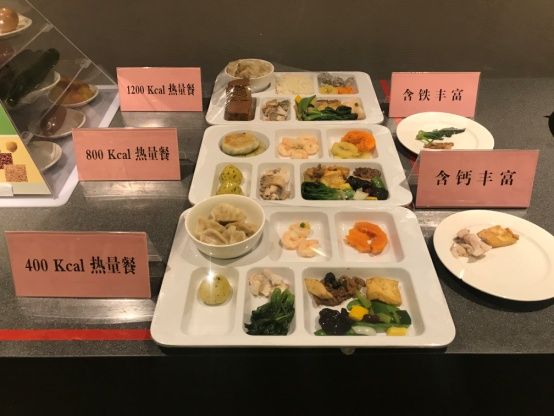 1200 Kcal 热量餐
含铁丰富
800 Kcal 热量餐
含钙丰富
400 Kcal 热量餐